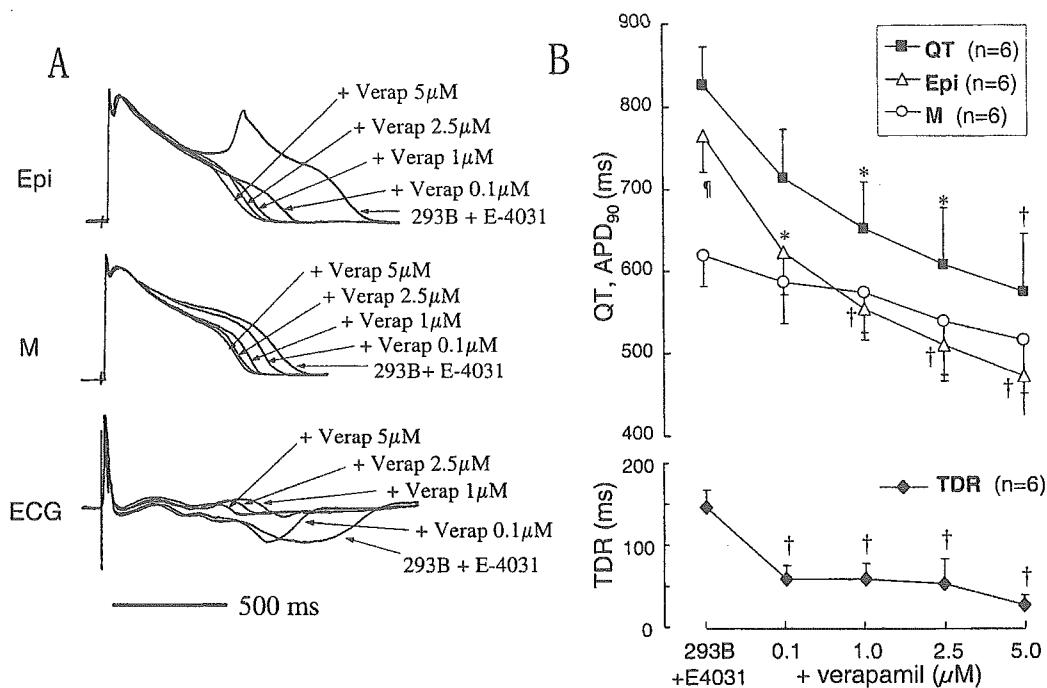 A
Epi
+ Verap 5μM
+ Verap 2.5μM
+ Verap 1μM
+ Verap 0.1μM
293B + E-4031
M
+ Verap 5μM
+ Verap 2.5μM
+ Verap 1μM
+ Verap 0.1μM
293B+ E-4031
ECG
+ Verap 5μM
+ Verap 2.5μM
+ Verap 1μM
+ Verap 0.1μM
293B + E-4031
500 ms
B
QT, APD90 (ms)
900
800
700
600
500
400
QT (n=6)
Epi (n=6)
M (n=6)
¶
*
*
*
†
†
†
†
TDR (ms)
200
100
0
TDR (n=6)
†
†
†
†
293B
+E4031
0.1
1.0
2.5
5.0
+ verapamil (μM)